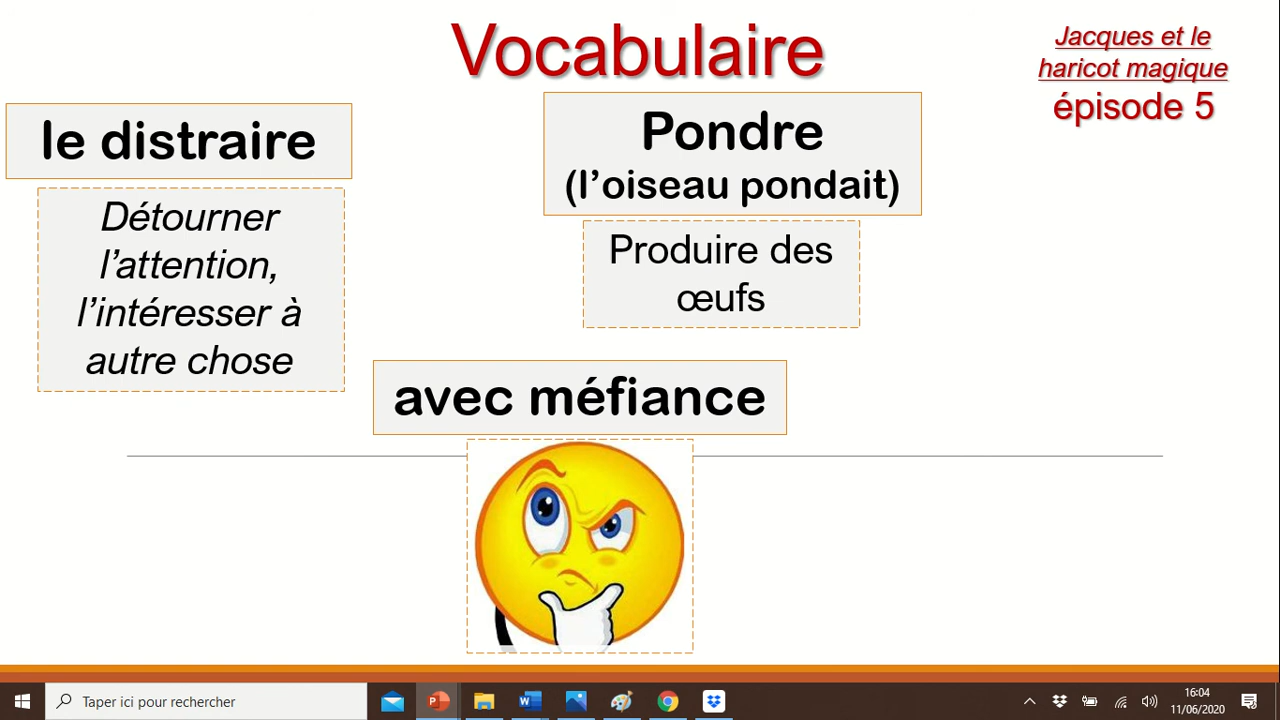 Vocabulaire
Jacques et le
haricot magique
épisode 5
le distraire
Détourner
l’attention,
l’intéresser à
autre chose
Pondre
(l’oiseau pondait)
Produire des
œufs
avec méfiance
Taper ici pour rechercher
16:04
11/06/2020